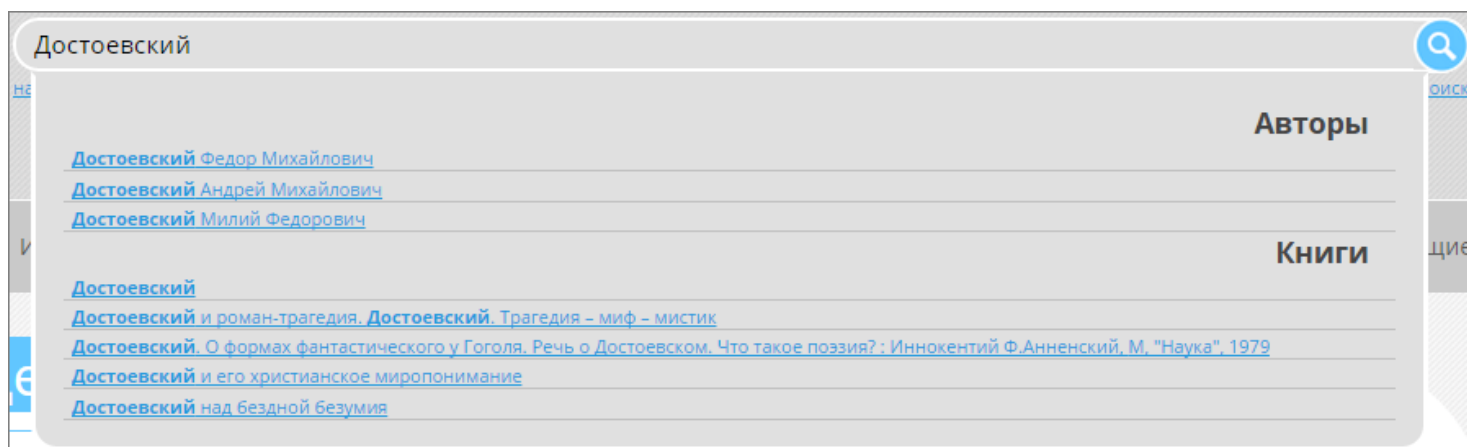 Достоевский
Авторы
Достоевский Федор Михайлович
Достоевский Андрей Михайлович
Достоевский Милий Федорович
Книги
Достоевский
Достоевский и роман-трагедия. Достоевский. Трагедия – миф – мистик
Достоевский. О формах фантастического у Гоголя. Речь о Достоевском. Что такое поэзия? : Иннокентий Ф.Анненский, М, "Наука", 1979
Достоевский и его христианское миропонимание
Достоевский над бездной безумия